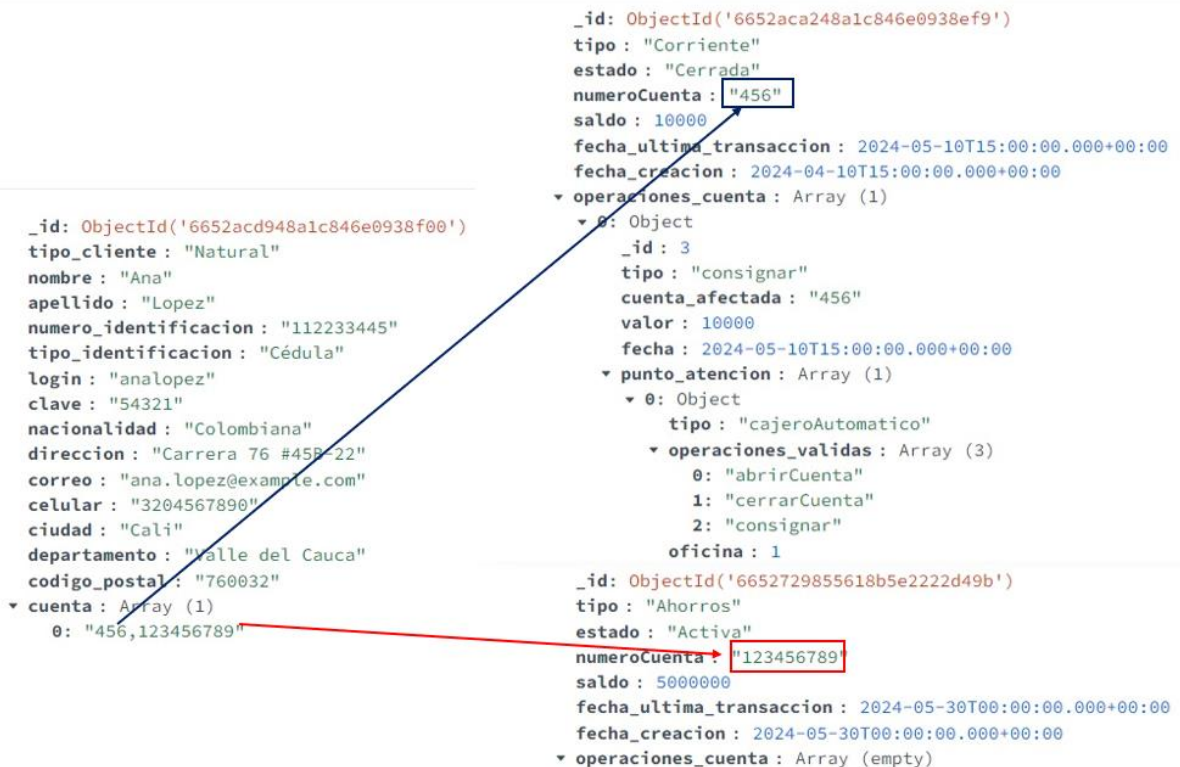 _id: ObjectId('6652acd948a1c846e0938f00')
tipo_cliente : "Natural"
nombre : "Ana"
apellido : "Lopez"
numero_identificacion : "112233445"
tipo_identificacion : "Cédula"
login : "analopez"
clave : "54321"
nacionalidad : "Colombiana"
direccion : "Carrera 76 #45B-22"
correo : "ana.lopez@example.com"
celular : "3204567890"
ciudad : "Cali"
departamento : "Valle del Cauca"
codigo_postal : "760032"
cuenta : Array (1)
0: "456,123456789"
_id: ObjectId('6652aca248a1c846e0938ef9')
tipo : "Corriente"
estado : "Cerrada"
numeroCuenta : "456"
saldo : 10000
fecha_ultima_transaccion : 2024-05-10T15:00:00.000+00:00
fecha_creacion : 2024-04-10T15:00:00.000+00:00
operaciones_cuenta : Array (1)
0: Object
_id : 3
tipo : "consignar"
cuenta_afectada : "456"
valor : 10000
fecha : 2024-05-10T15:00:00.000+00:00
punto_atencion : Array (1)
0: Object
tipo : "cajeroAutomatico"
operaciones_validas : Array (3)
0: "abrirCuenta"
1: "cerrarCuenta"
2: "consignar"
oficina : 1
_id: ObjectId('6652729855618b5e2222d49b')
tipo : "Ahorros"
estado : "Activa"
numeroCuenta : "123456789"
saldo : 5000000
fecha_ultima_transaccion : 2024-05-30T00:00:00.000+00:00
fecha_creacion : 2024-05-30T00:00:00.000+00:00
operaciones_cuenta : Array (empty)